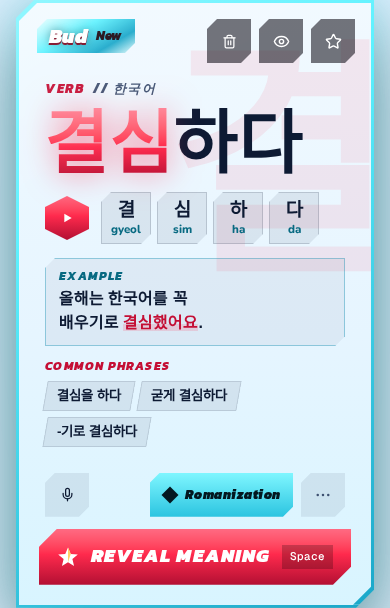 Bud New
VERB // 한국어
결심하다
결 심 하 다
gyeol sim ha da
EXAMPLE
올해는 한국어를 꼭
배우기로 결심했어요.
COMMON PHRASES
결심을 하다 굳게 결심하다
-기로 결심하다
Romanization
REVEAL MEANING Space